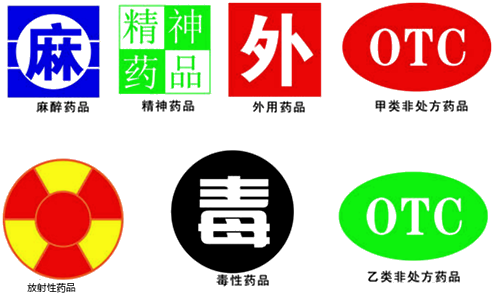 麻
精神
药品
外
OTC
麻醉药品
精神药品
外用药品
甲类非处方药品
毒
OTC
放射性药品
毒性药品
乙类非处方药品